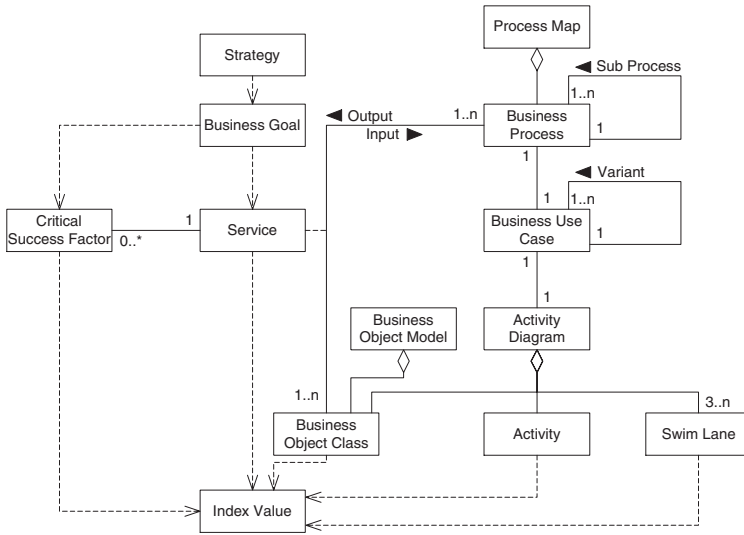 Process Map
Strategy
◄ Sub Process
1..n
Business Goal
◄ Output
Input ►
1..n
Business
Process
1
1
◄ Variant
1..n
Critical
Success Factor
0..*
1
Service
1
Business Use
Case
1
1
1
Business
Object Model
Activity
Diagram
1..n
3..n
Business
Object Class
Activity
Swim Lane
Index Value